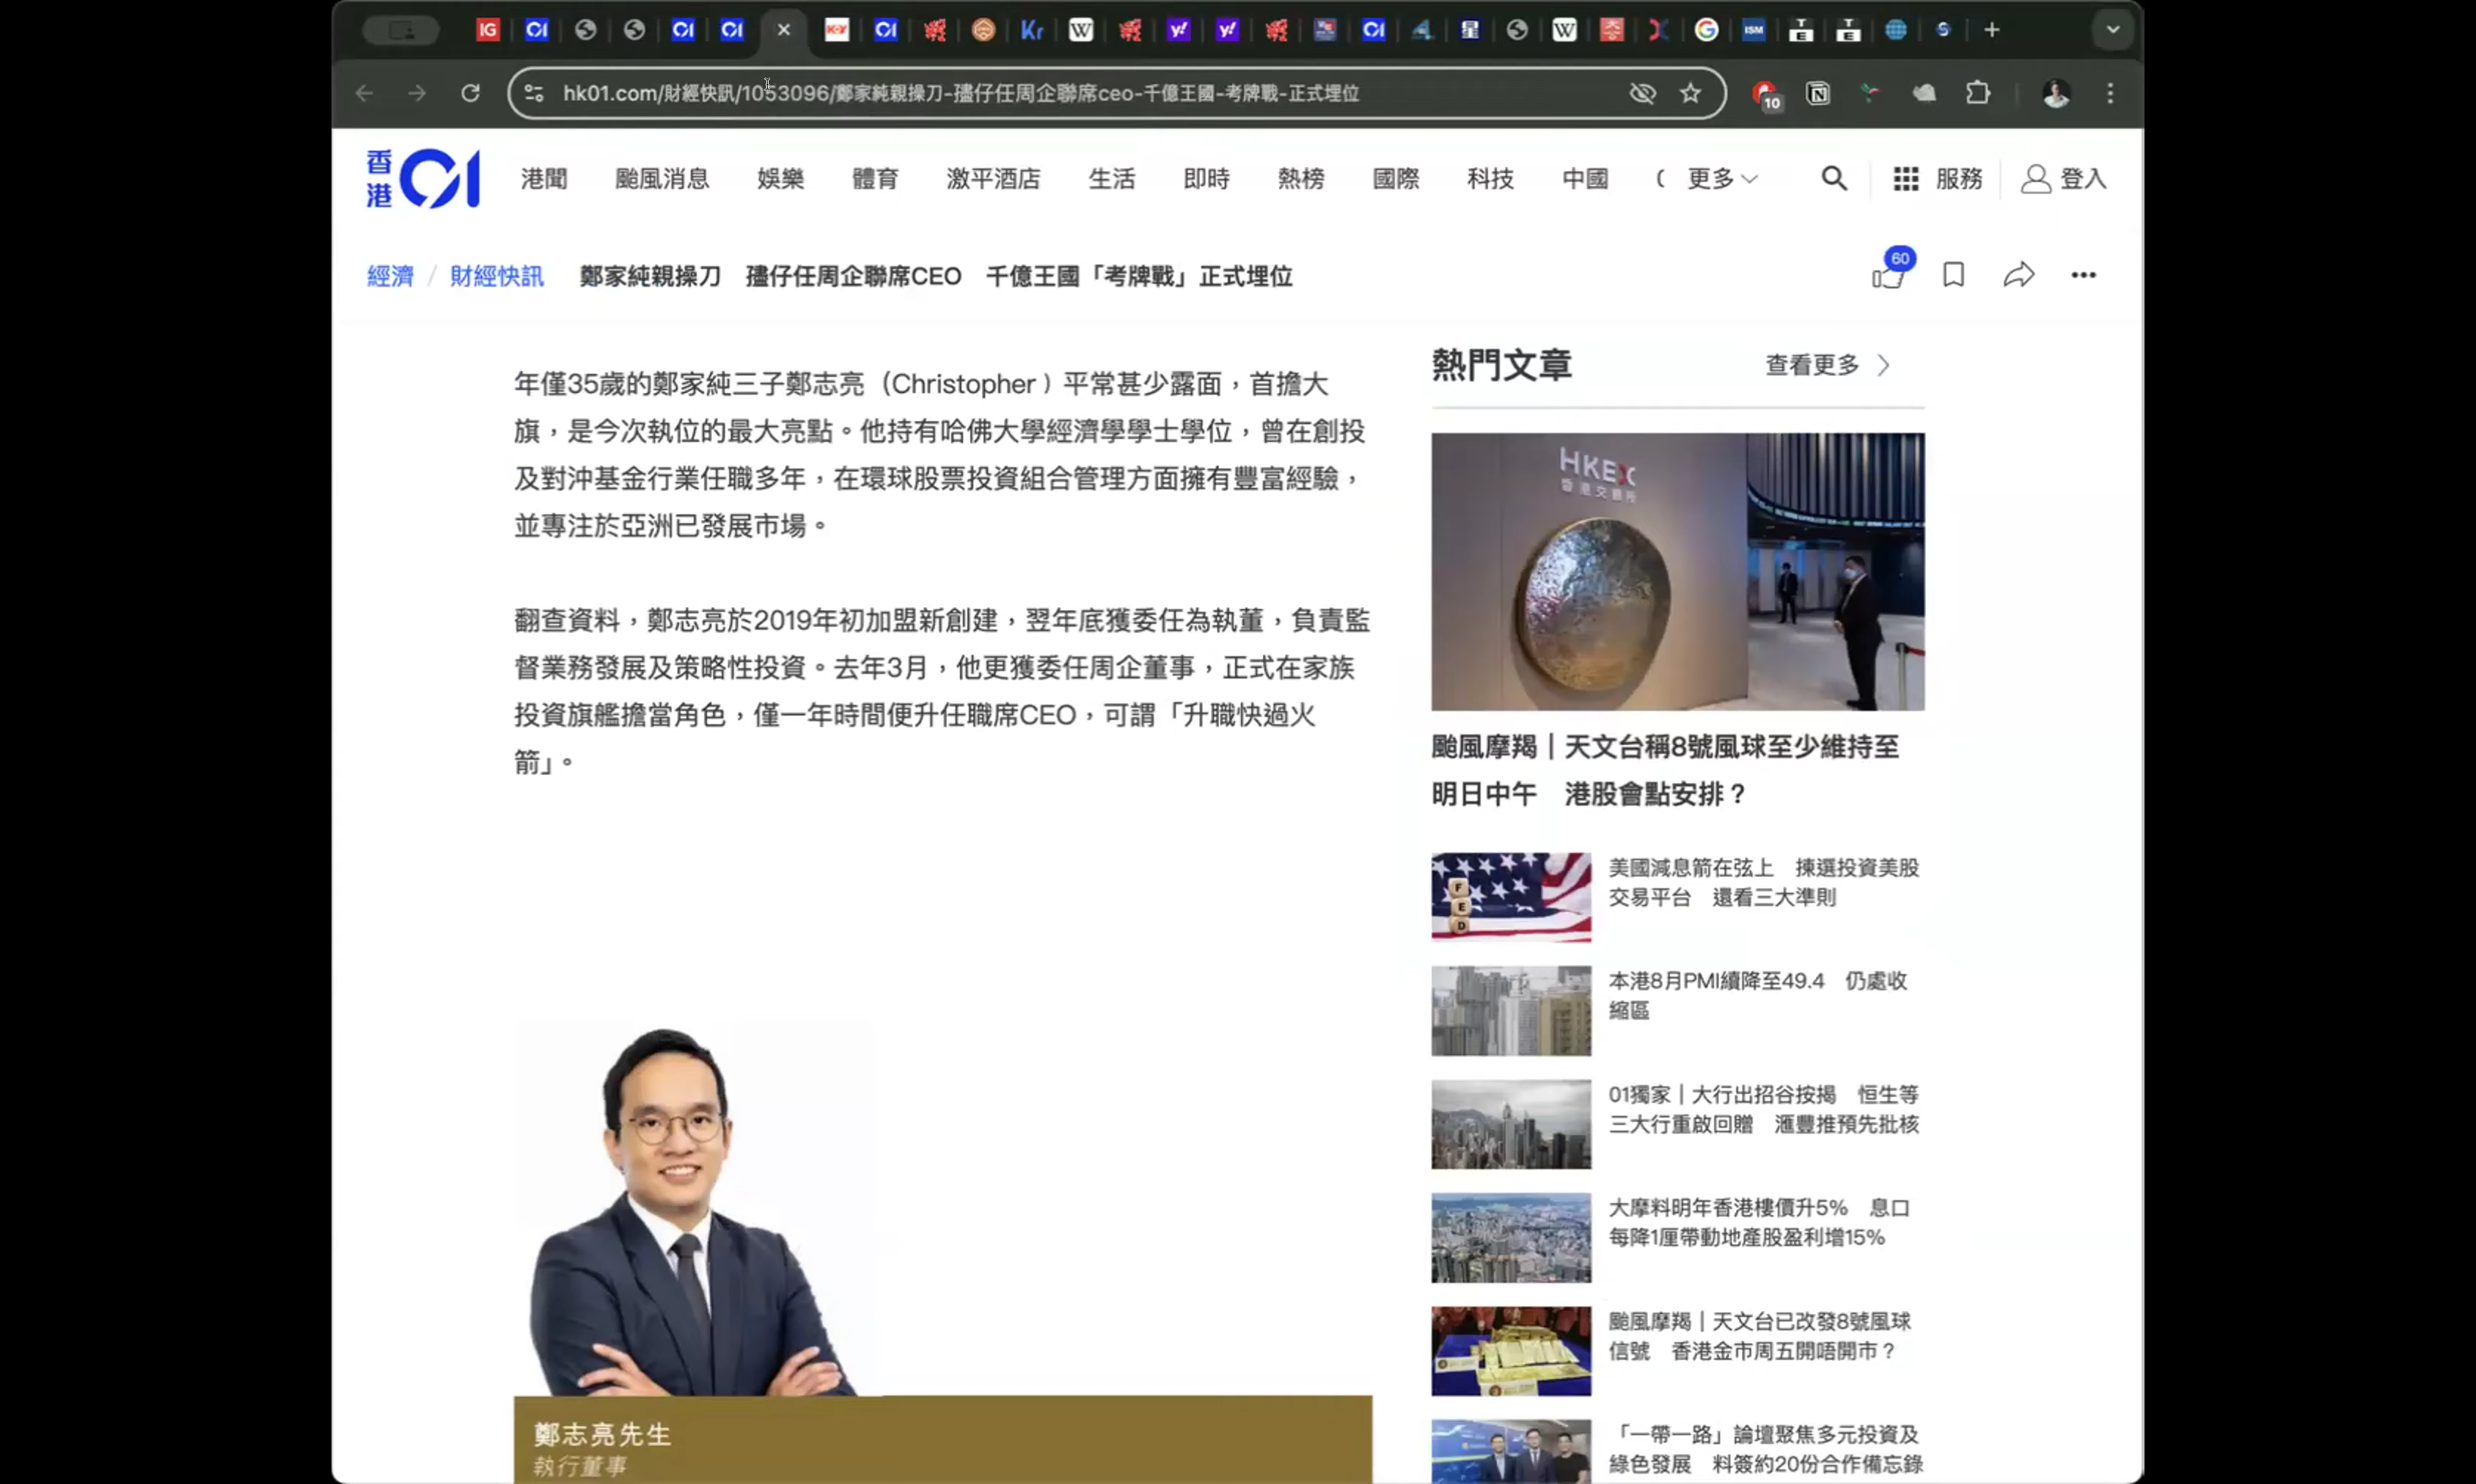 IG
Kr
W
y!
y!
W
G
ISM
T
E
T
E
hk01.com/財經快訊/1053096/鄭家純親操刀-孻仔任周企聯席ceo-千億王國-考牌戰-正式埋位
10
香港01
港聞
颱風消息
娛樂
體育
激平酒店
生活
即時
熱榜
國際
科技
中國
更多
服務
登入
經濟 / 財經快訊
鄭家純親操刀　孻仔任周企聯席CEO　千億王國「考牌戰」正式埋位
60
年僅35歲的鄭家純三子鄭志亮（Christopher）平常甚少露面，首擔大
旗，是今次執位的最大亮點。他持有哈佛大學經濟學學士學位，曾在創投
及對沖基金行業任職多年，在環球股票投資組合管理方面擁有豐富經驗，
並專注於亞洲已發展市場。
翻查資料，鄭志亮於2019年初加盟新創建，翌年底獲委任為執董，負責監
督業務發展及策略性投資。去年3月，他更獲委任周企董事，正式在家族
投資旗艦擔當角色，僅一年時間便升任職席CEO，可謂「升職快過火
箭」。
鄭志亮先生
執行董事
熱門文章
查看更多
HKEX
香港交易所
颱風摩羯｜天文台稱8號風球至少維持至
明日中午　港股會點安排？
F
E
D
美國減息箭在弦上　揀選投資美股
交易平台　還看三大準則
本港8月PMI續降至49.4　仍處收
縮區
01獨家｜大行出招谷按揭　恒生等
三大行重啟回贈　滙豐推預先批核
大摩料明年香港樓價升5%　息口
每降1厘帶動地產股盈利增15%
颱風摩羯｜天文台已改發8號風球
信號　香港金市周五開唔開市？
「一帶一路」論壇聚焦多元投資及
綠色發展　料簽約20份合作備忘錄